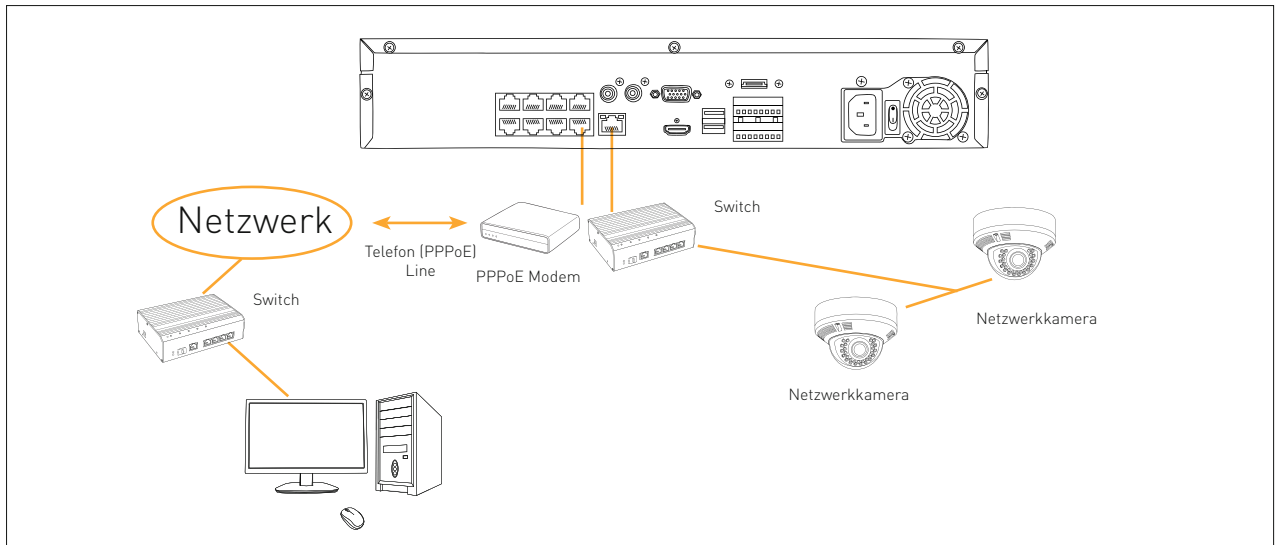 Netzwerk
Telefon (PPPoE)
Line
PPPoE Modem
Switch
Switch
Netzwerkkamera
Netzwerkkamera